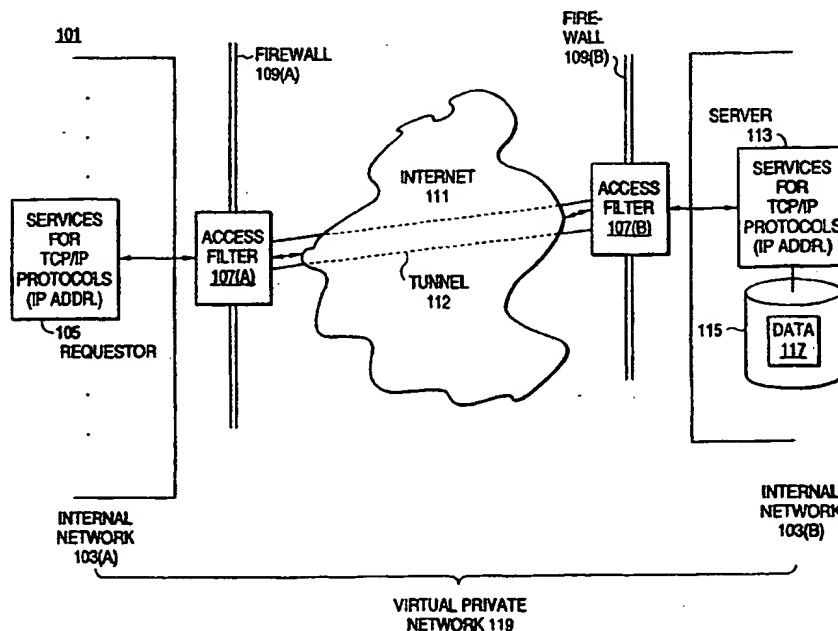 101
FIREWALL
109(A)
FIRE-
WALL
109(B)
SERVER
113
SERVICES
FOR
TCP/IP
PROTOCOLS
(IP ADDR.)
105
REQUESTOR
ACCESS
FILTER
107(A)
INTERNET
111
TUNNEL
112
ACCESS
FILTER
107(B)
SERVICES
FOR
TCP/IP
PROTOCOLS
(IP ADDR.)
115
DATA
117
INTERNAL
NETWORK
103(A)
INTERNAL
NETWORK
103(B)
VIRTUAL PRIVATE
NETWORK 119